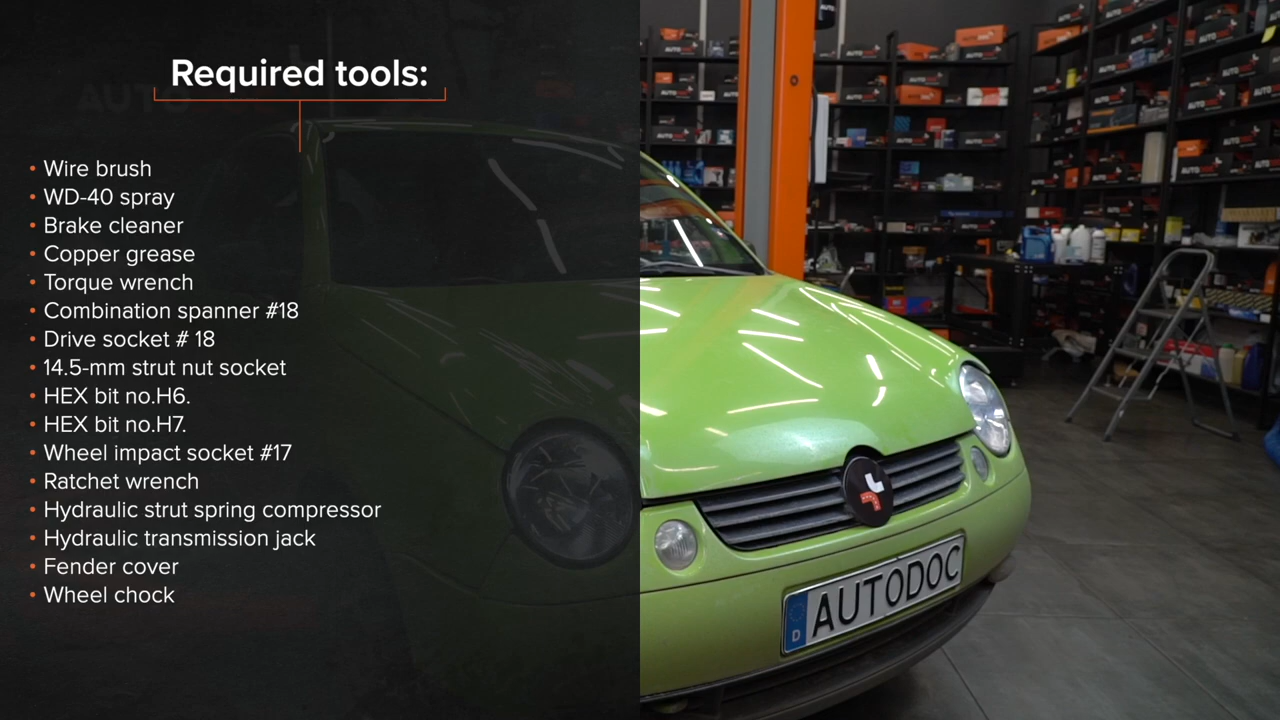 Required tools:
• Wire brush
• WD-40 spray
• Brake cleaner
• Copper grease
• Torque wrench
• Combination spanner #18
• Drive socket # 18
• 14.5-mm strut nut socket
• HEX bit no.H6.
• HEX bit no.H7.
• Wheel impact socket #17
• Ratchet wrench
• Hydraulic strut spring compressor
• Hydraulic transmission jack
• Fender cover
• Wheel chock
D AUTODOC